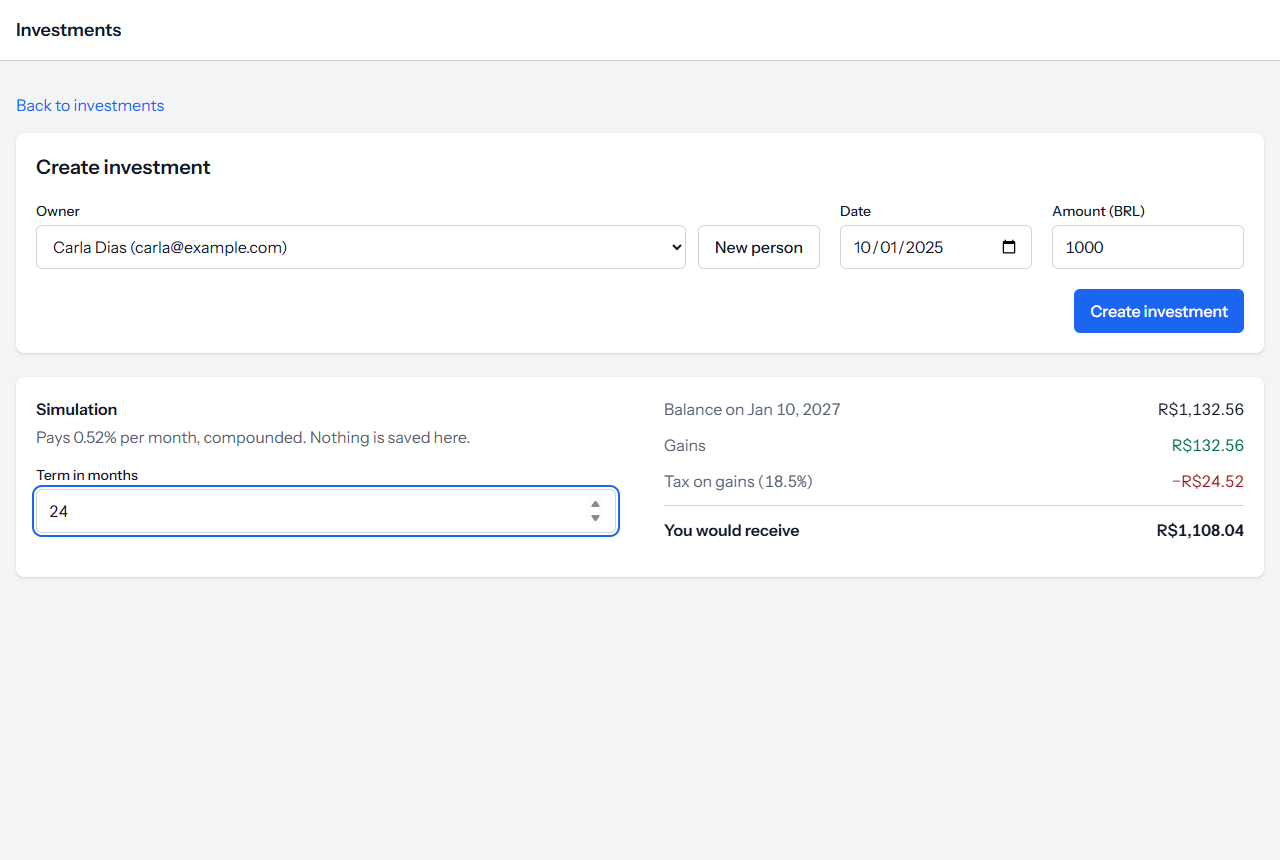 Investments
Back to investments
Create investment
Owner
Date
Amount (BRL)
Carla Dias (carla@example.com)
New person
10/01/2025
1000
Create investment
Simulation
Pays 0.52% per month, compounded. Nothing is saved here.
Term in months
24
Balance on Jan 10, 2027
R$1,132.56
Gains
R$132.56
Tax on gains (18.5%)
−R$24.52
You would receive
R$1,108.04